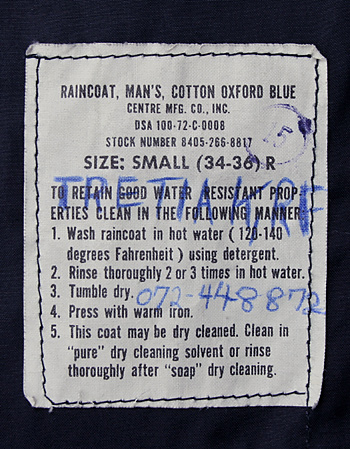 RAINCOAT, MAN'S, COTTON OXFORD BLUE
CENTRE MFG. CO., INC.
DSA 100-72-C-0008
STOCK NUMBER 8405-266-8817
15
SIZE: SMALL (34-36) R
TO RETAIN GOOD WATER RESISTANT PROP-
ERTIES CLEAN IN THE FOLLOWING MANNER:
1. Wash raincoat in hot water (120-140
degrees Fahrenheit) using detergent.
2. Rinse thoroughly 2 or 3 times in hot water.
3. Tumble dry.
072-448872
4. Press with warm iron.
5. This coat may be dry cleaned. Clean in
"pure" dry cleaning solvent or rinse
thoroughly after "soap" dry cleaning.